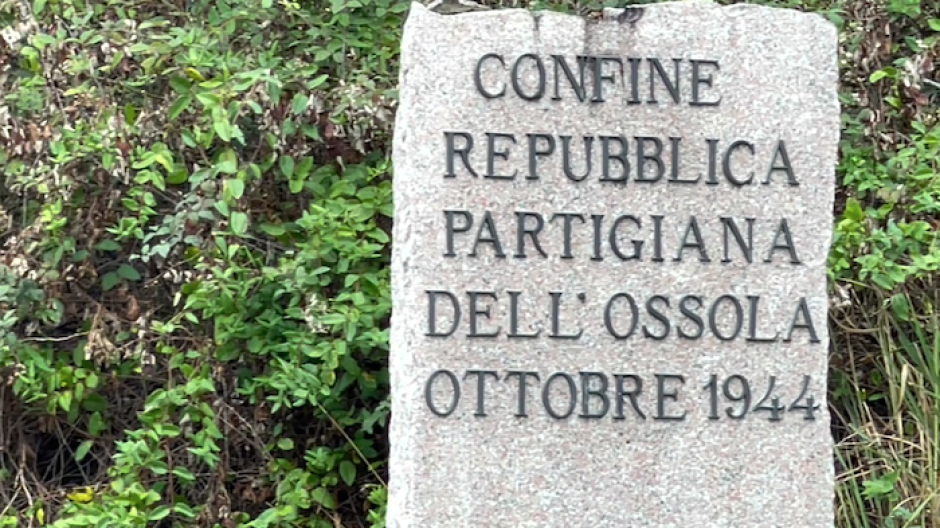 CONFINE
REPUBBLICA
PARTIGIANA
DELL'OSSOLA
OTTOBRE 1944